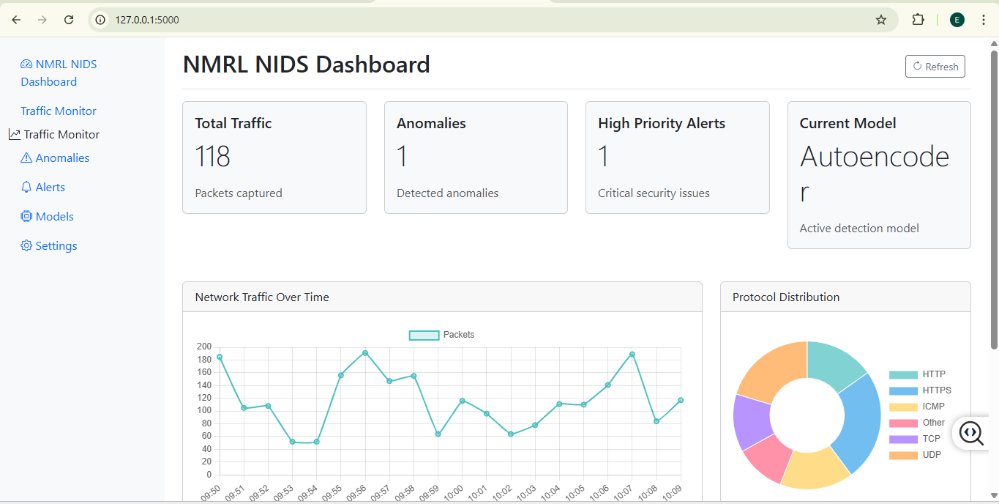 127.0.0.1:5000
E
NMRL NIDS
Dashboard
Traffic Monitor
Traffic Monitor
Anomalies
Alerts
Models
Settings
NMRL NIDS Dashboard
Refresh
Total Traffic
118
Packets captured
Anomalies
1
Detected anomalies
High Priority Alerts
1
Critical security issues
Current Model
Autoencode
r
Active detection model
Network Traffic Over Time
Packets
200
180
160
140
120
100
80
60
40
20
0
09:50 09:51 09:52 09:53 09:54 09:55 09:56 09:57 09:58 09:59 10:00 10:01 10:02 10:03 10:04 10:05 10:06 10:07 10:08 10:09
Protocol Distribution
HTTP
HTTPS
ICMP
Other
TCP
UDP